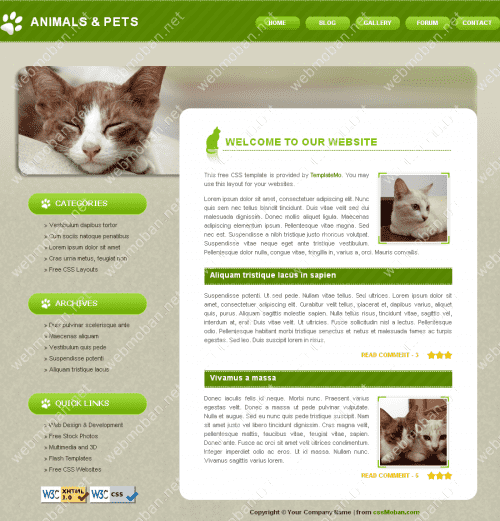 ANIMALS & PETS
HOME BLOG GALLERY FORUM CONTACT
WELCOME TO OUR WEBSITE
This free CSS template is provided by TemplateMo. You may
use this layout for your websites.
Lorem ipsum dolor sit amet, consectetuer adipiscing elit. Nunc
quis sem nec tellus blandit tincidunt. Duis vitae velit sed dui
malesuada dignissim. Donec mollis aliquet ligula. Maecenas
adipiscing elementum ipsum. Pellentesque vitae magna. Sed
nec est. Suspendisse a nibh tristique justo rhoncus volutpat.
Suspendisse vitae neque eget ante tristique vestibulum.
Pellentesque dolor nulla, congue vitae, fringilla in, varius a, orci. Mauris convallis.
CATEGORIES
» Vestibulum dapibus tortor
» Cum sociis natoque penatibus
» Lorem ipsum dolor sit amet
» Cras urna metus, feugiat non
» Free CSS Layouts
Aliquam tristique lacus in sapien
Suspendisse potenti. Ut sed pede. Nullam vitae tellus. Sed ultrices. Lorem ipsum dolor sit
amet, consectetuer adipiscing elit. Curabitur velit tellus, placerat et, dapibus varius, aliquet
quis, purus. Aliquam sagittis molestie sapien. Nulla tellus risus, tincidunt vitae, sagittis vel,
interdum at, erat. Duis vitae velit. Ut ultricies. Fusce sollicitudin nisl a lectus. Pellentesque
odio. Pellentesque habitant morbi tristique senectus et netus et malesuada fames ac turpis
egestas. Sed leo. Duis suscipit lorem in risus.
READ COMMENT - 3
ARCHIVES
» Duis pulvinar scelerisque ante
» Maecenas aliquam
» Vestibulum quis pede
» Suspendisse potenti
» Aliquam tristique lacus
Vivamus a massa
Donec iaculis felis id neque. Morbi nunc. Praesent varius
egestas velit. Donec a massa ut pede pulvinar vulputate.
Nulla et augue. Sed eu nunc quis pede tristique suscipit. Nam
sit amet justo vel libero tincidunt dignissim. Cras magna velit,
pellentesque mattis, faucibus vitae, feugiat vitae, sapien.
Donec ante. Fusce ac orci sit amet velit ultrices condimentum.
Integer imperdiet odio ac eros. Ut id massa. Nullam nunc.
Vivamus sagittis varius lorem.
READ COMMENT - 6
QUICK LINKS
» Web Design & Development
» Free Stock Photos
» Multimedia and 3D
» Flash Templates
» Free CSS Websites
W3C XHTML 1.0 W3C CSS
Copyright © Your Company Name | from cssMoban.com
webmoban.net